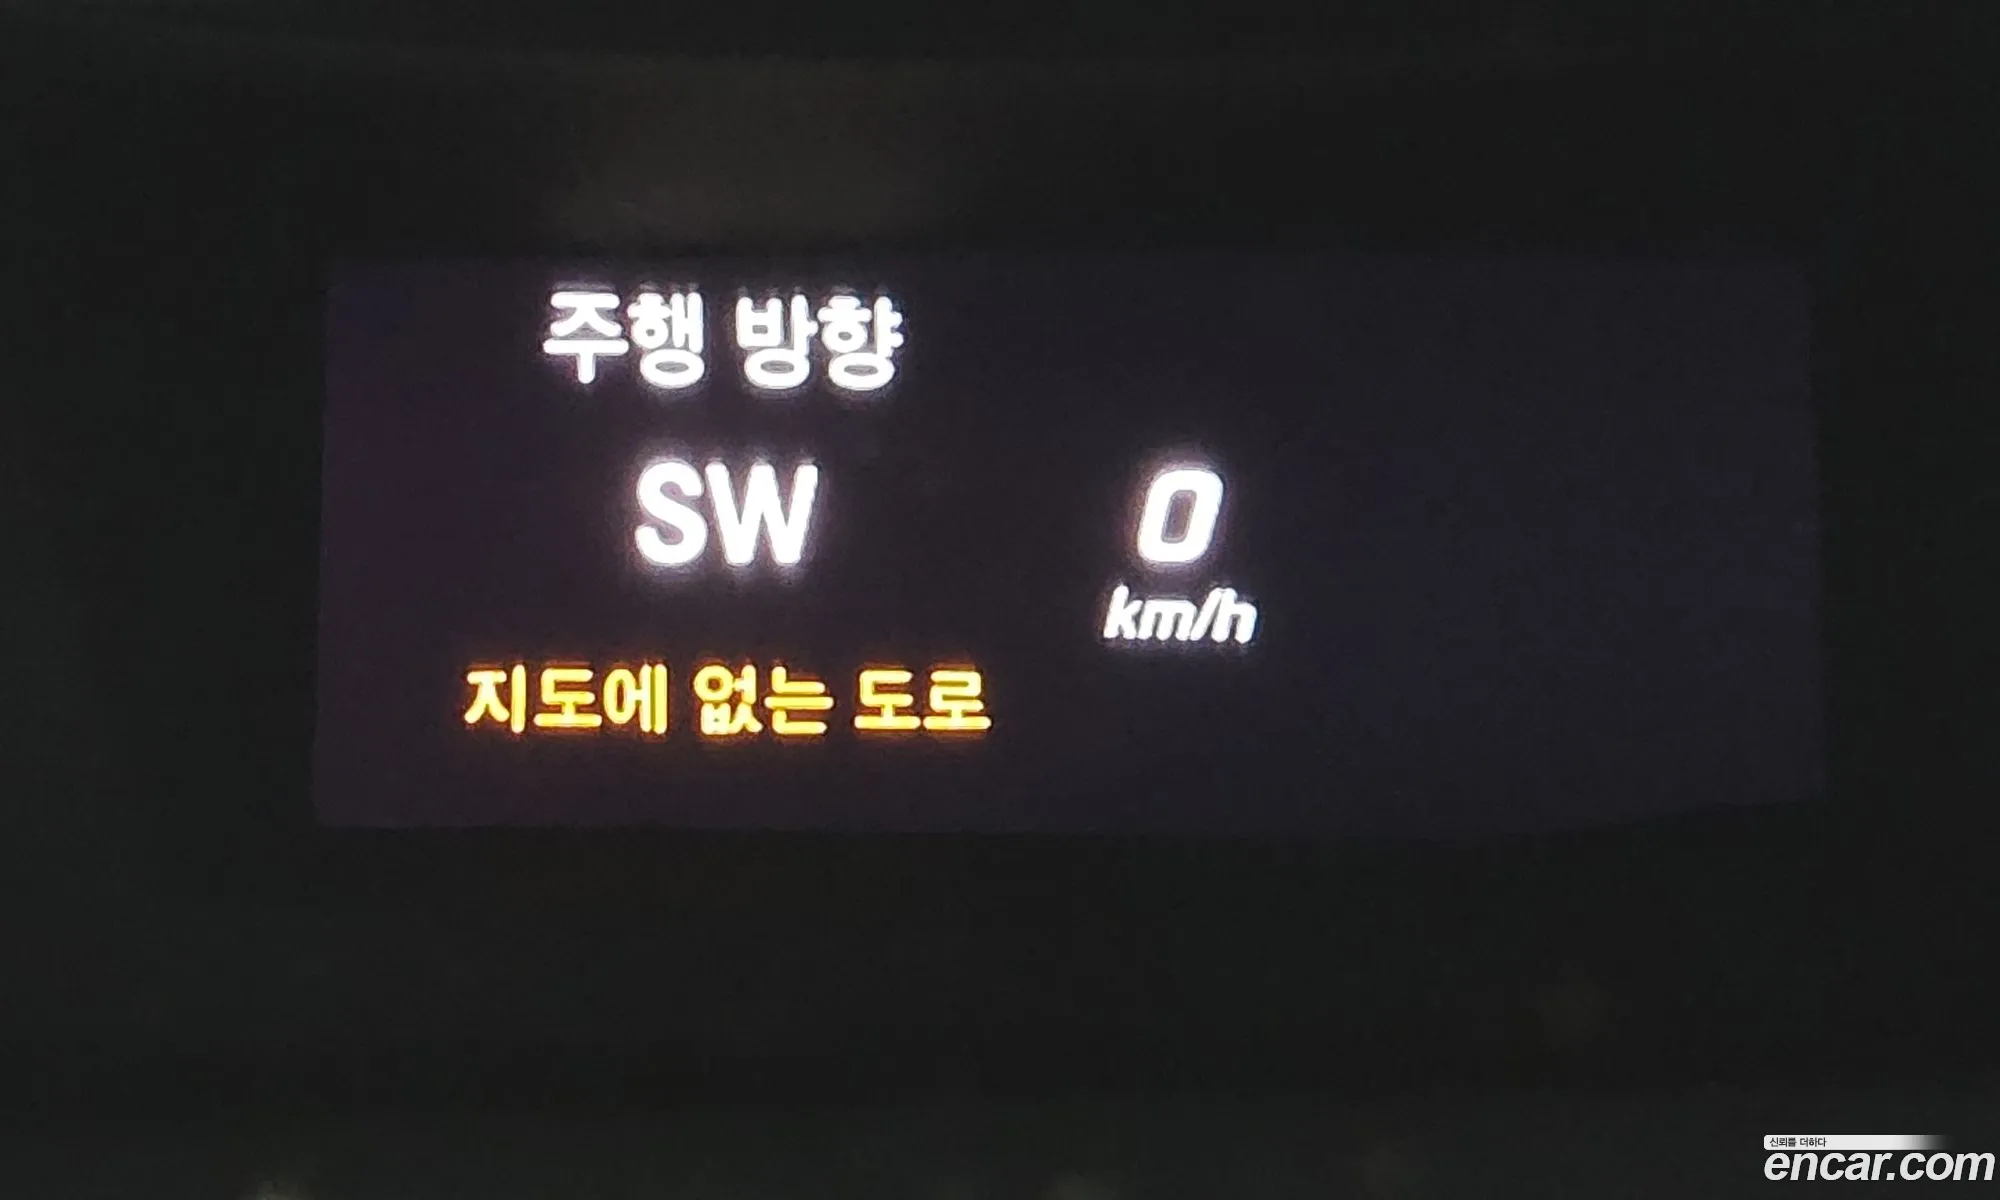 주행 방향
SW
0
km/h
지도에 없는 도로
신뢰를 더하다
encar.com